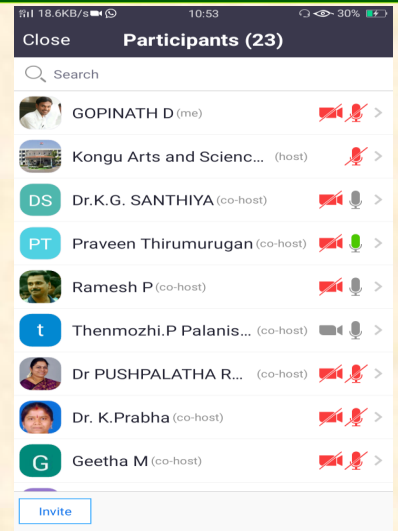 18.6KB/s 10:53 30%
Close Participants (23)
Search
GOPINATH D (me)
Kongu Arts and Scienc... (host)
DS Dr.K.G. SANTHIYA (co-host)
PT Praveen Thirumurugan (co-host)
Ramesh P (co-host)
t Thenmozhi.P Palanis... (co-host)
Dr PUSHPALATHA R... (co-host)
Dr. K.Prabha (co-host)
G Geetha M (co-host)
Invite